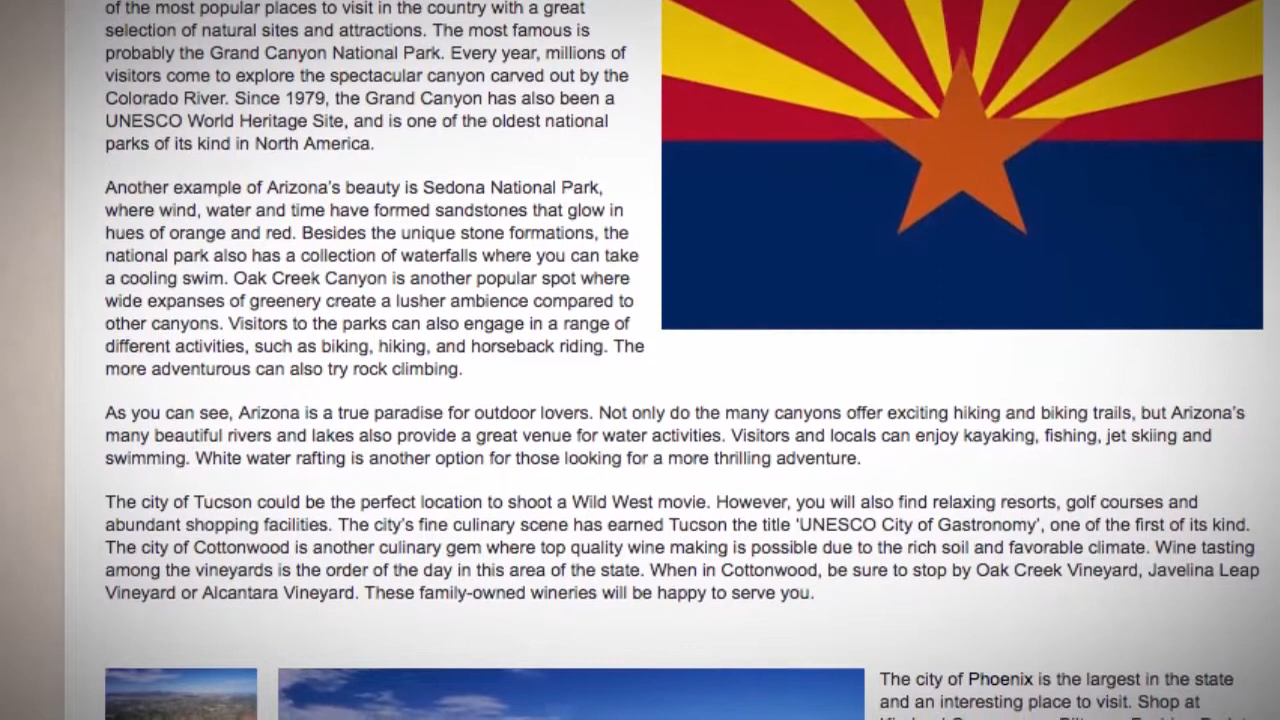 of the most popular places to visit in the country with a great
selection of natural sites and attractions. The most famous is
probably the Grand Canyon National Park. Every year, millions of
visitors come to explore the spectacular canyon carved out by the
Colorado River. Since 1979, the Grand Canyon has also been a
UNESCO World Heritage Site, and is one of the oldest national
parks of its kind in North America.
Another example of Arizona’s beauty is Sedona National Park,
where wind, water and time have formed sandstones that glow in
hues of orange and red. Besides the unique stone formations, the
national park also has a collection of waterfalls where you can take
a cooling swim. Oak Creek Canyon is another popular spot where
wide expanses of greenery create a lusher ambience compared to
other canyons. Visitors to the parks can also engage in a range of
different activities, such as biking, hiking, and horseback riding. The
more adventurous can also try rock climbing.
As you can see, Arizona is a true paradise for outdoor lovers. Not only do the many canyons offer exciting hiking and biking trails, but Arizona’s
many beautiful rivers and lakes also provide a great venue for water activities. Visitors and locals can enjoy kayaking, fishing, jet skiing and
swimming. White water rafting is another option for those looking for a more thrilling adventure.
The city of Tucson could be the perfect location to shoot a Wild West movie. However, you will also find relaxing resorts, golf courses and
abundant shopping facilities. The city’s fine culinary scene has earned Tucson the title ‘UNESCO City of Gastronomy’, one of the first of its kind.
The city of Cottonwood is another culinary gem where top quality wine making is possible due to the rich soil and favorable climate. Wine tasting
among the vineyards is the order of the day in this area of the state. When in Cottonwood, be sure to stop by Oak Creek Vineyard, Javelina Leap
Vineyard or Alcantara Vineyard. These family-owned wineries will be happy to serve you.
The city of Phoenix is the largest in the state
and an interesting place to visit. Shop at